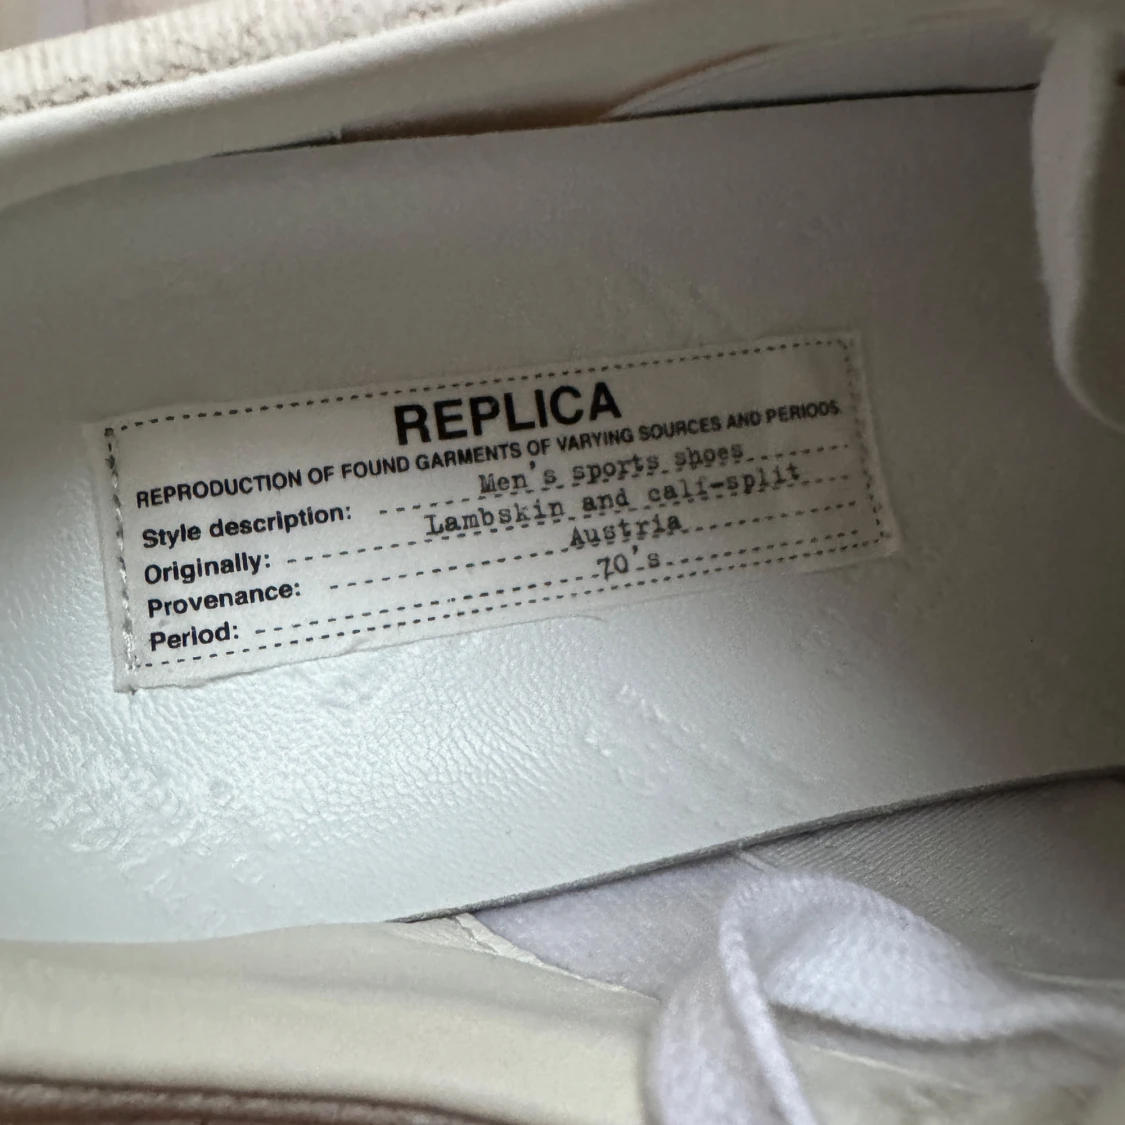 REPLICA
REPRODUCTION OF FOUND GARMENTS OF VARYING SOURCES AND PERIODS
Style description: Men's sports shoes
Originally: Lambskin and calf-split
Provenance: Austria
Period: 70's